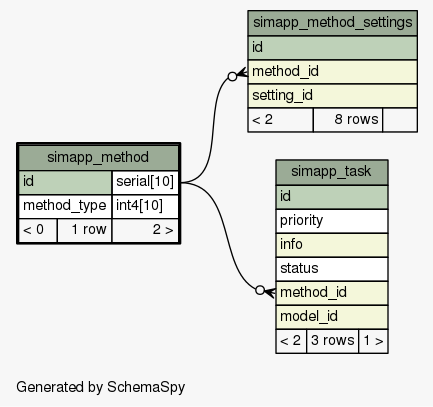 simapp_method_settings
id
method_id
setting_id
< 2 8 rows
simapp_method
id serial[10]
method_type int4[10]
< 0 1 row 2 >
simapp_task
id
priority
info
status
method_id
model_id
< 2 3 rows 1 >
Generated by SchemaSpy